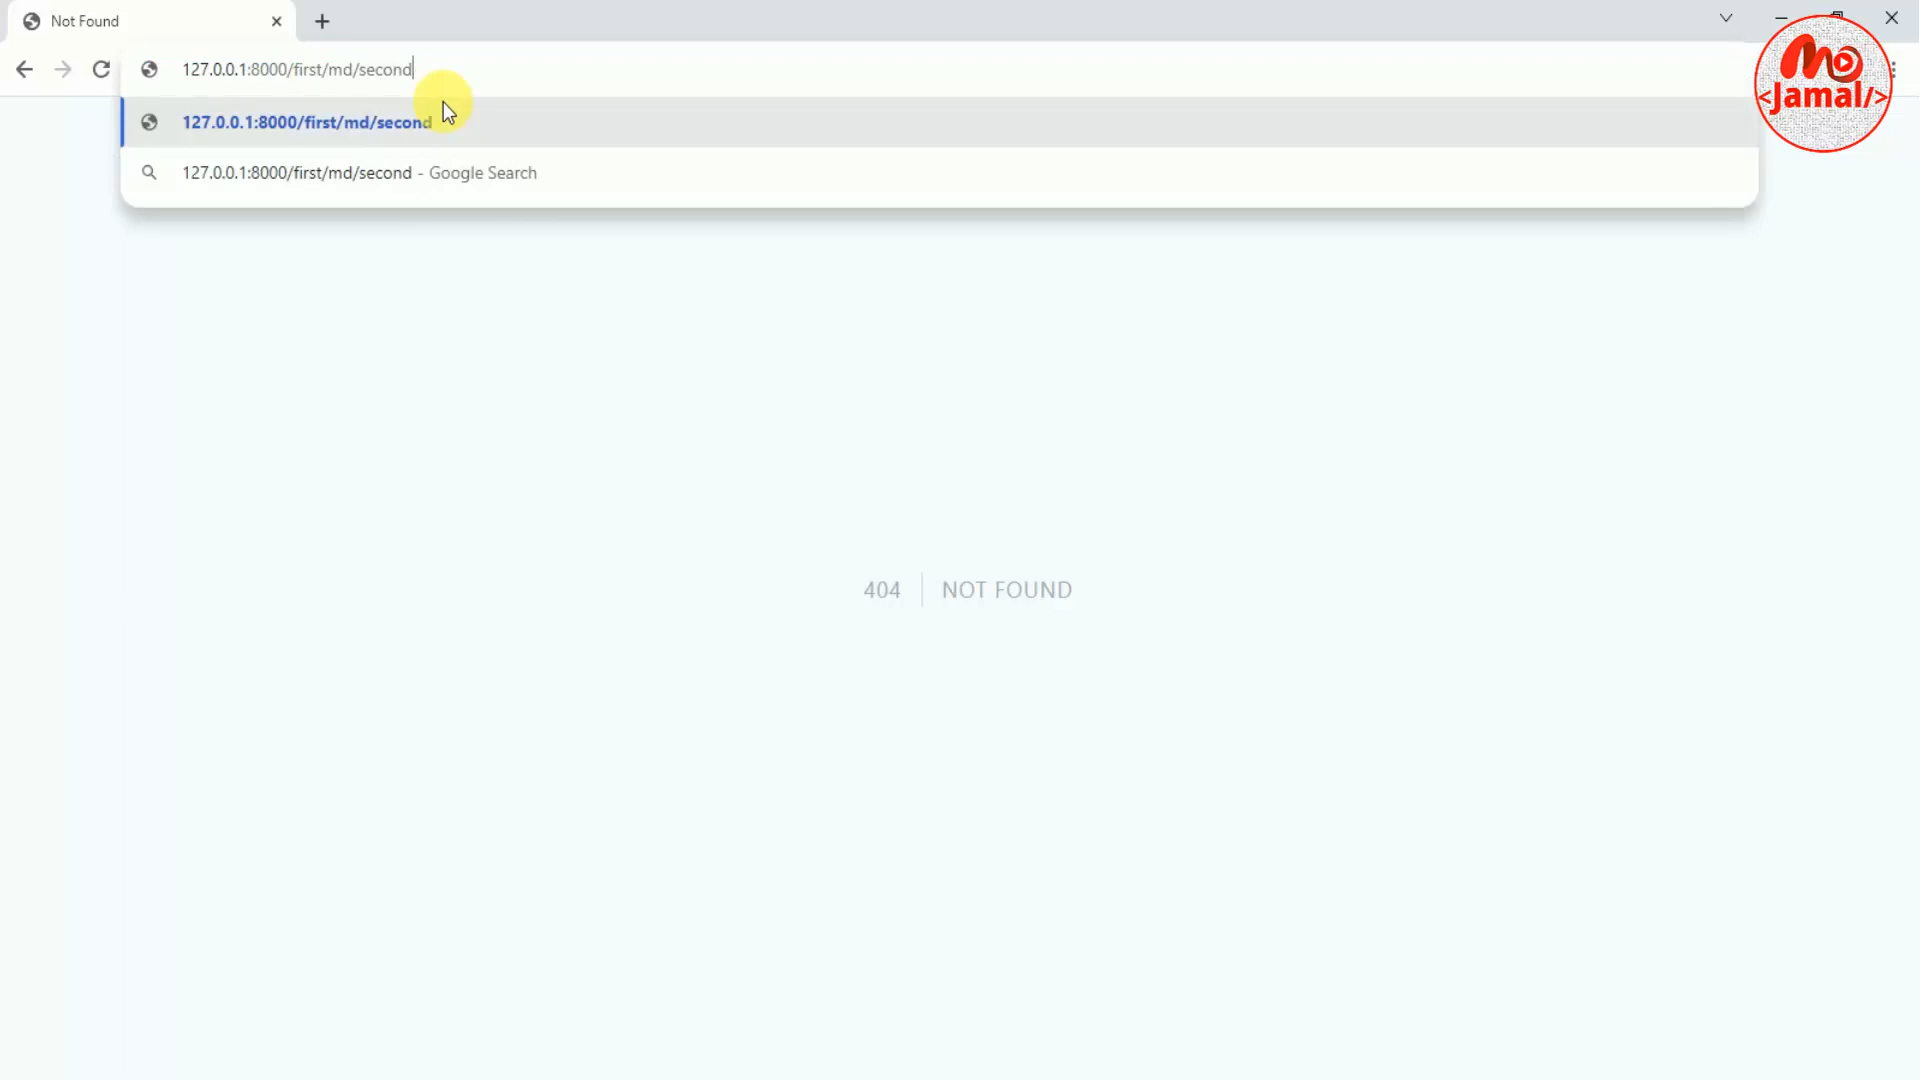 Not Found
127.0.0.1:8000/first/md/second
127.0.0.1:8000/first/md/second
127.0.0.1:8000/first/md/second - Google Search
Mo
<Jamal/>
404 NOT FOUND